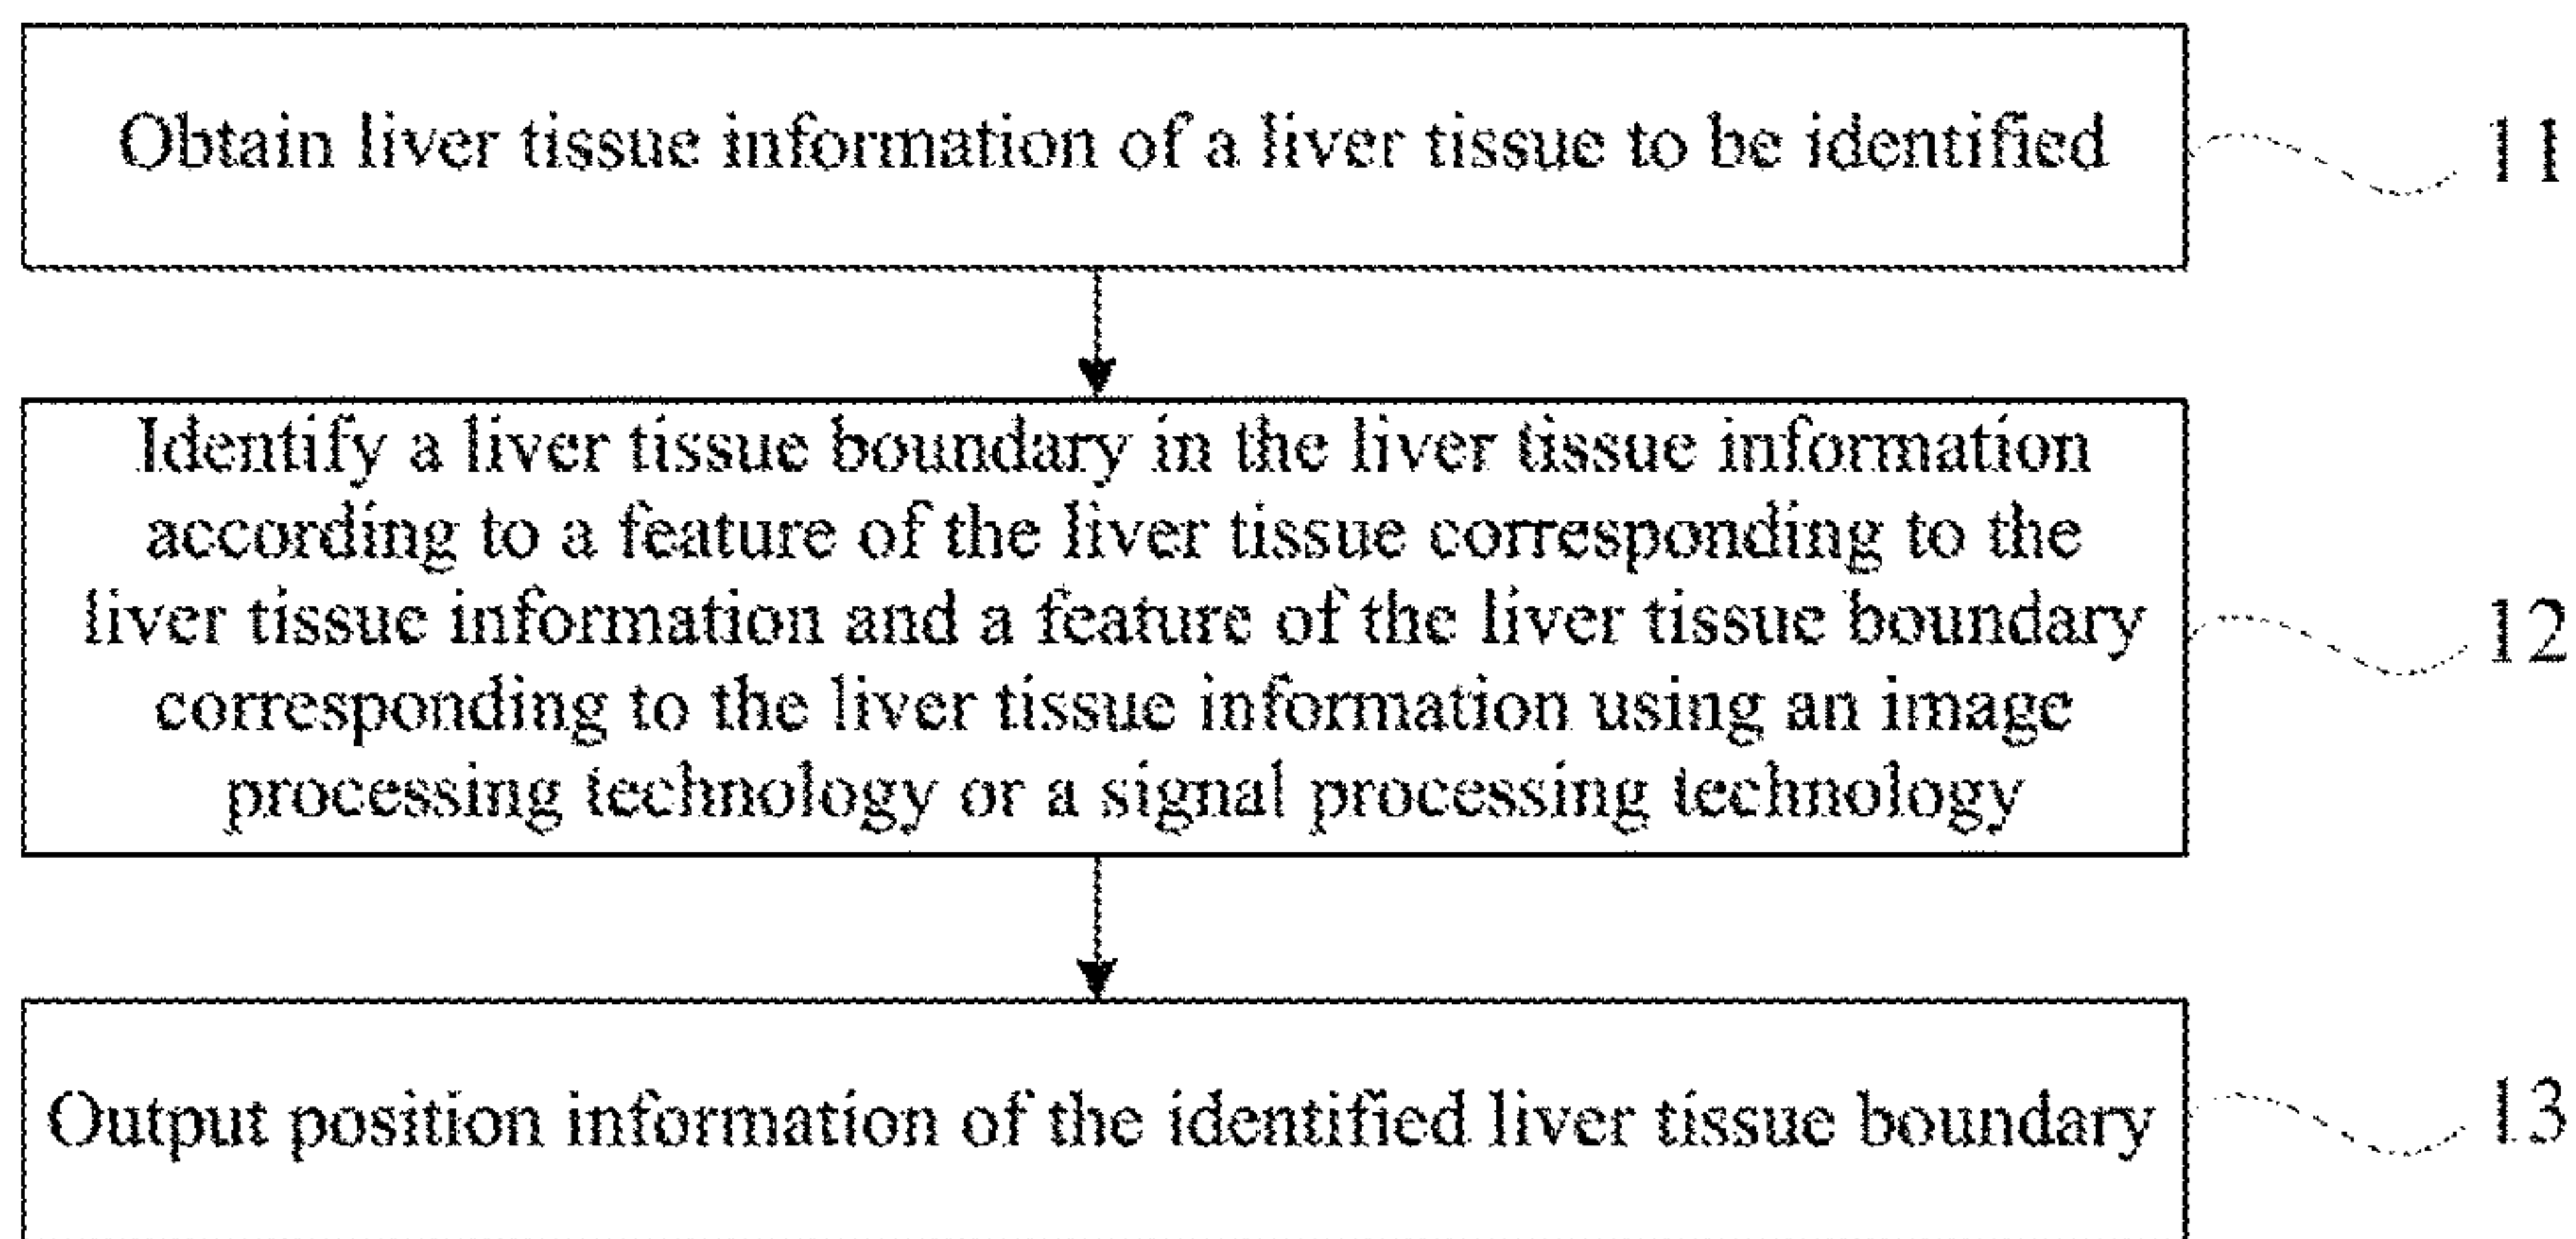 Obtain liver tissue information of a liver tissue to be identified
11
Identify a liver tissue boundary in the liver tissue information
according to a feature of the liver tissue corresponding to the
liver tissue information and a feature of the liver tissue boundary
corresponding to the liver tissue information using an image
processing technology or a signal processing technology
12
Output position information of the identified liver tissue boundary
13